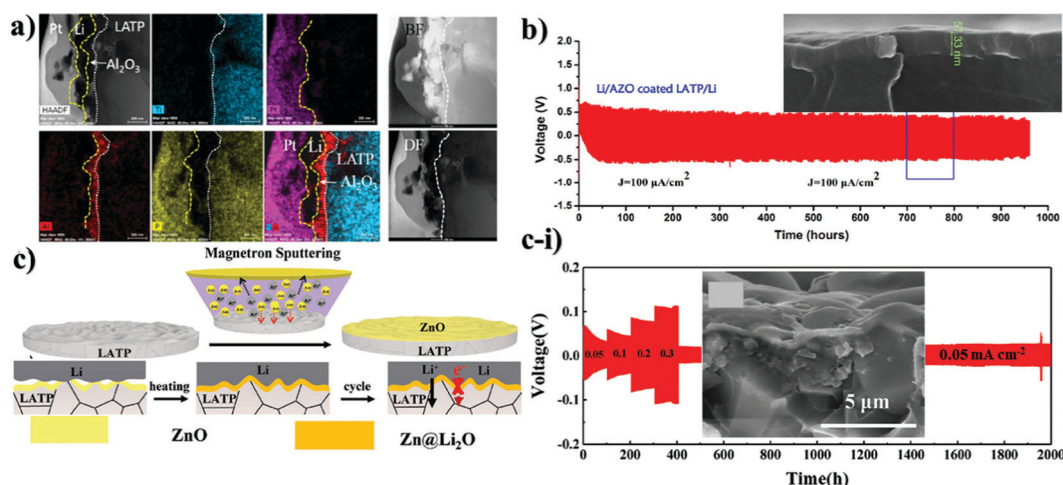 a)
Pt Li LATP
Al₂O₃
HAADF
Ti
Pt
BF
Al
P
Pt Li
LATP
Al₂O₃
DF
b)
Voltage (V)
2.0
1.5
1.0
0.5
0.0
-0.5
-1.0
-1.5
Li/AZO coated LATP/Li
J=100 μA/cm² J=100 μA/cm²
0 100 200 300 400 500 600 700 800 900 1000
Time (hours)
c)
Magnetron Sputtering
LATP
ZnO
LATP
Li
LATP
heating
Li
LATP
cycle
Li⁺ e⁻ Li
LATP
ZnO
Zn@Li₂O
c-i)
Voltage(V)
0.2
0.1
0.0
-0.1
-0.2
0.05 0.1 0.2 0.3
5 μm
0.05 mA cm⁻²
0 200 400 600 800 1000 1200 1400 1600 1800 2000
Time(h)